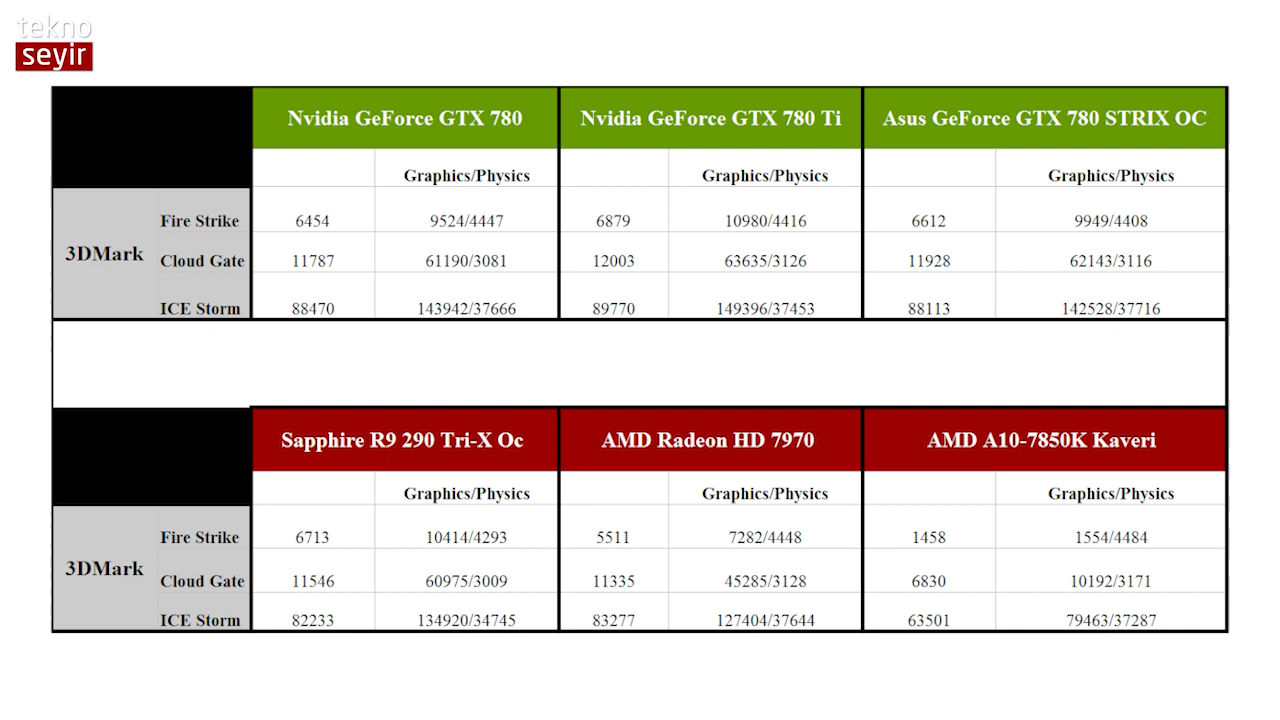 tekno
seyir
Nvidia GeForce GTX 780 Nvidia GeForce GTX 780 Ti Asus GeForce GTX 780 STRIX OC
Graphics/Physics Graphics/Physics Graphics/Physics
3DMark
Fire Strike 6454 9524/4447 6879 10980/4416 6612 9949/4408
Cloud Gate 11787 61190/3081 12003 63635/3126 11928 62143/3116
ICE Storm 88470 143942/37666 89770 149396/37453 88113 142528/37716
Sapphire R9 290 Tri-X Oc AMD Radeon HD 7970 AMD A10-7850K Kaveri
Graphics/Physics Graphics/Physics Graphics/Physics
3DMark
Fire Strike 6713 10414/4293 5511 7282/4448 1458 1554/4484
Cloud Gate 11546 60975/3009 11335 45285/3128 6830 10192/3171
ICE Storm 82233 134920/34745 83277 127404/37644 63501 79463/37287